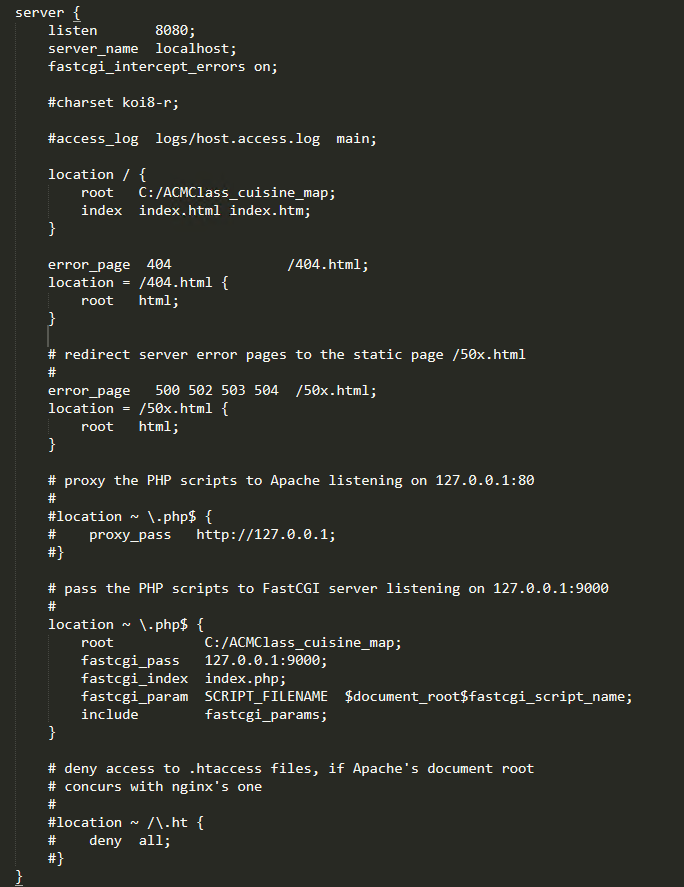 server {
    listen       8080;
    server_name  localhost;
    fastcgi_intercept_errors on;
    #charset koi8-r;
    #access_log  logs/host.access.log  main;
    location / {
        root   C:/ACMClass_cuisine_map;
        index  index.html index.htm;
    }
    error_page  404              /404.html;
    location = /404.html {
        root   html;
    }
    # redirect server error pages to the static page /50x.html
    #
    error_page   500 502 503 504  /50x.html;
    location = /50x.html {
        root   html;
    }
    # proxy the PHP scripts to Apache listening on 127.0.0.1:80
    #
    #location ~ \.php$ {
    #    proxy_pass   http://127.0.0.1;
    #}
    # pass the PHP scripts to FastCGI server listening on 127.0.0.1:9000
    #
    location ~ \.php$ {
        root           C:/ACMClass_cuisine_map;
        fastcgi_pass   127.0.0.1:9000;
        fastcgi_index  index.php;
        fastcgi_param  SCRIPT_FILENAME  $document_root$fastcgi_script_name;
        include        fastcgi_params;
    }
    # deny access to .htaccess files, if Apache's document root
    # concurs with nginx's one
    #
    #location ~ /\.ht {
    #    deny  all;
    #}
}